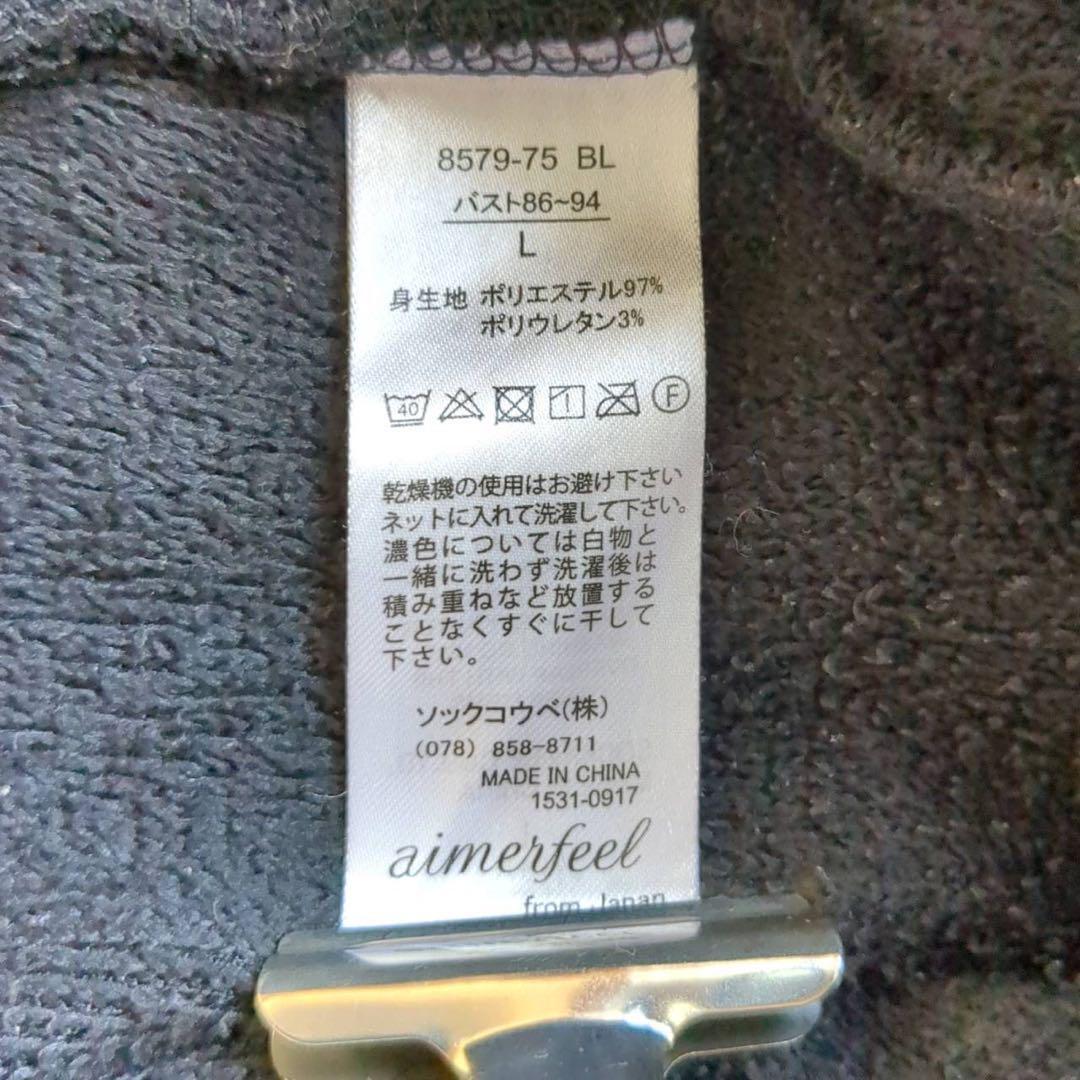 8579-75 BL
バスト86~94
L
身生地 ポリエステル97%
ポリウレタン3%
40 1 F
乾燥機の使用はお避け下さい
ネットに入れて洗濯して下さい。
濃色については白物と
一緒に洗わず洗濯後は
積み重ねなど放置する
ことなくすぐに干して
下さい。
ソックコウベ(株)
(078) 858-8711
MADE IN CHINA
1531-0917
aimerfeel
from Japan